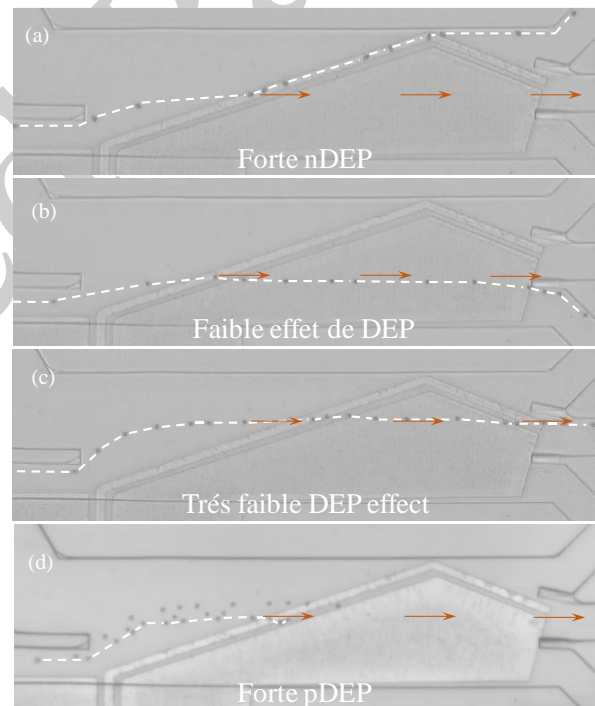 (a)
Forte nDEP
(b)
Faible effet de DEP
(c)
Trés faible DEP effect
(d)
Forte pDEP